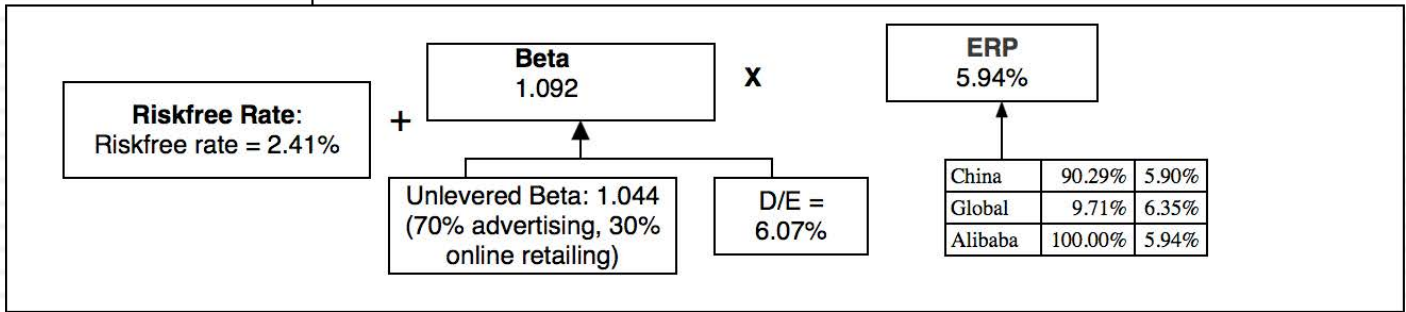 Riskfree Rate:
Riskfree rate = 2.41%
+
Beta
1.092
X
ERP
5.94%
Unlevered Beta: 1.044
(70% advertising, 30%
online retailing)
D/E =
6.07%
China 90.29% 5.90%
Global 9.71% 6.35%
Alibaba 100.00% 5.94%